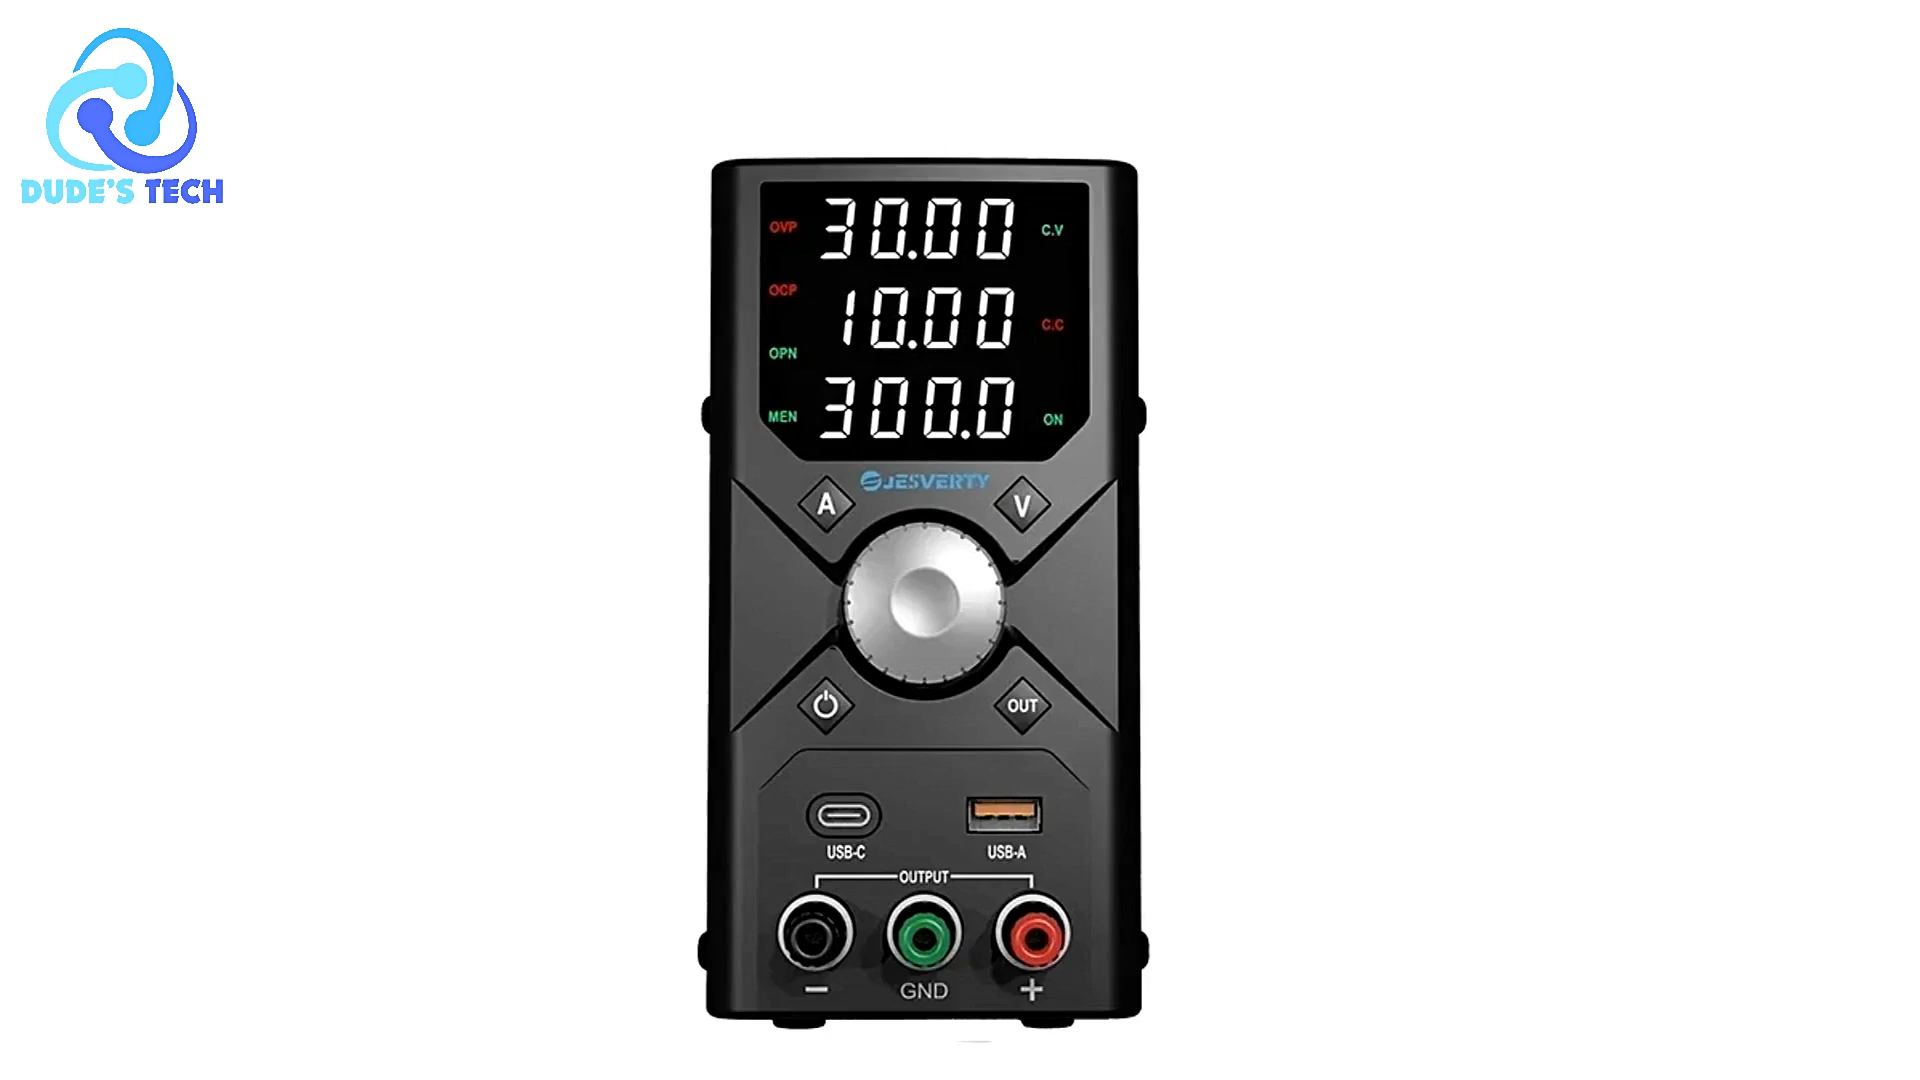 DUDE'S TECH
OVP
30.00
C.V
OCP
10.00
C.C
OPN
300.0
MEN
ON
JESVERTY
A
V
OUT
USB-C
USB-A
OUTPUT
−
GND
+